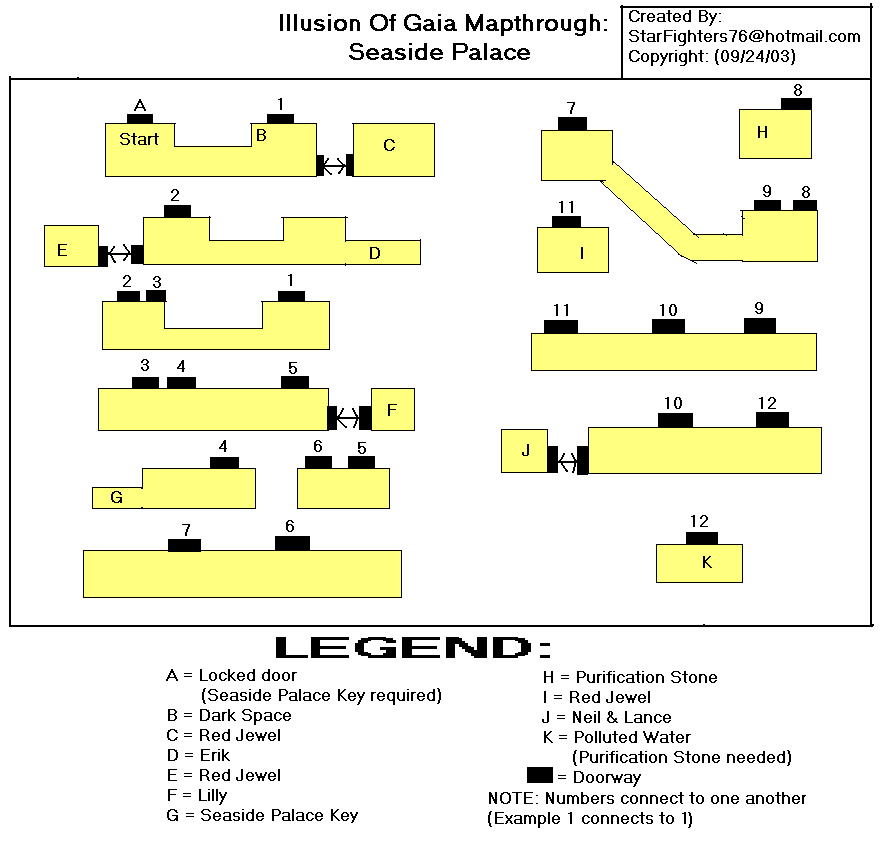 Illusion Of Gaia Mapthrough:
Seaside Palace
Created By:
StarFighters76@hotmail.com
Copyright: (09/24/03)
A
1
Start
B
C
2
E
D
2
3
1
3
4
5
F
4
6
5
G
7
6
7
8
H
9
8
11
I
11
10
9
10
12
J
12
K
LEGEND:
A = Locked door
(Seaside Palace Key required)
B = Dark Space
C = Red Jewel
D = Erik
E = Red Jewel
F = Lilly
G = Seaside Palace Key
H = Purification Stone
I = Red Jewel
J = Neil & Lance
K = Polluted Water
(Purification Stone needed)
= Doorway
NOTE: Numbers connect to one another
(Example 1 connects to 1)